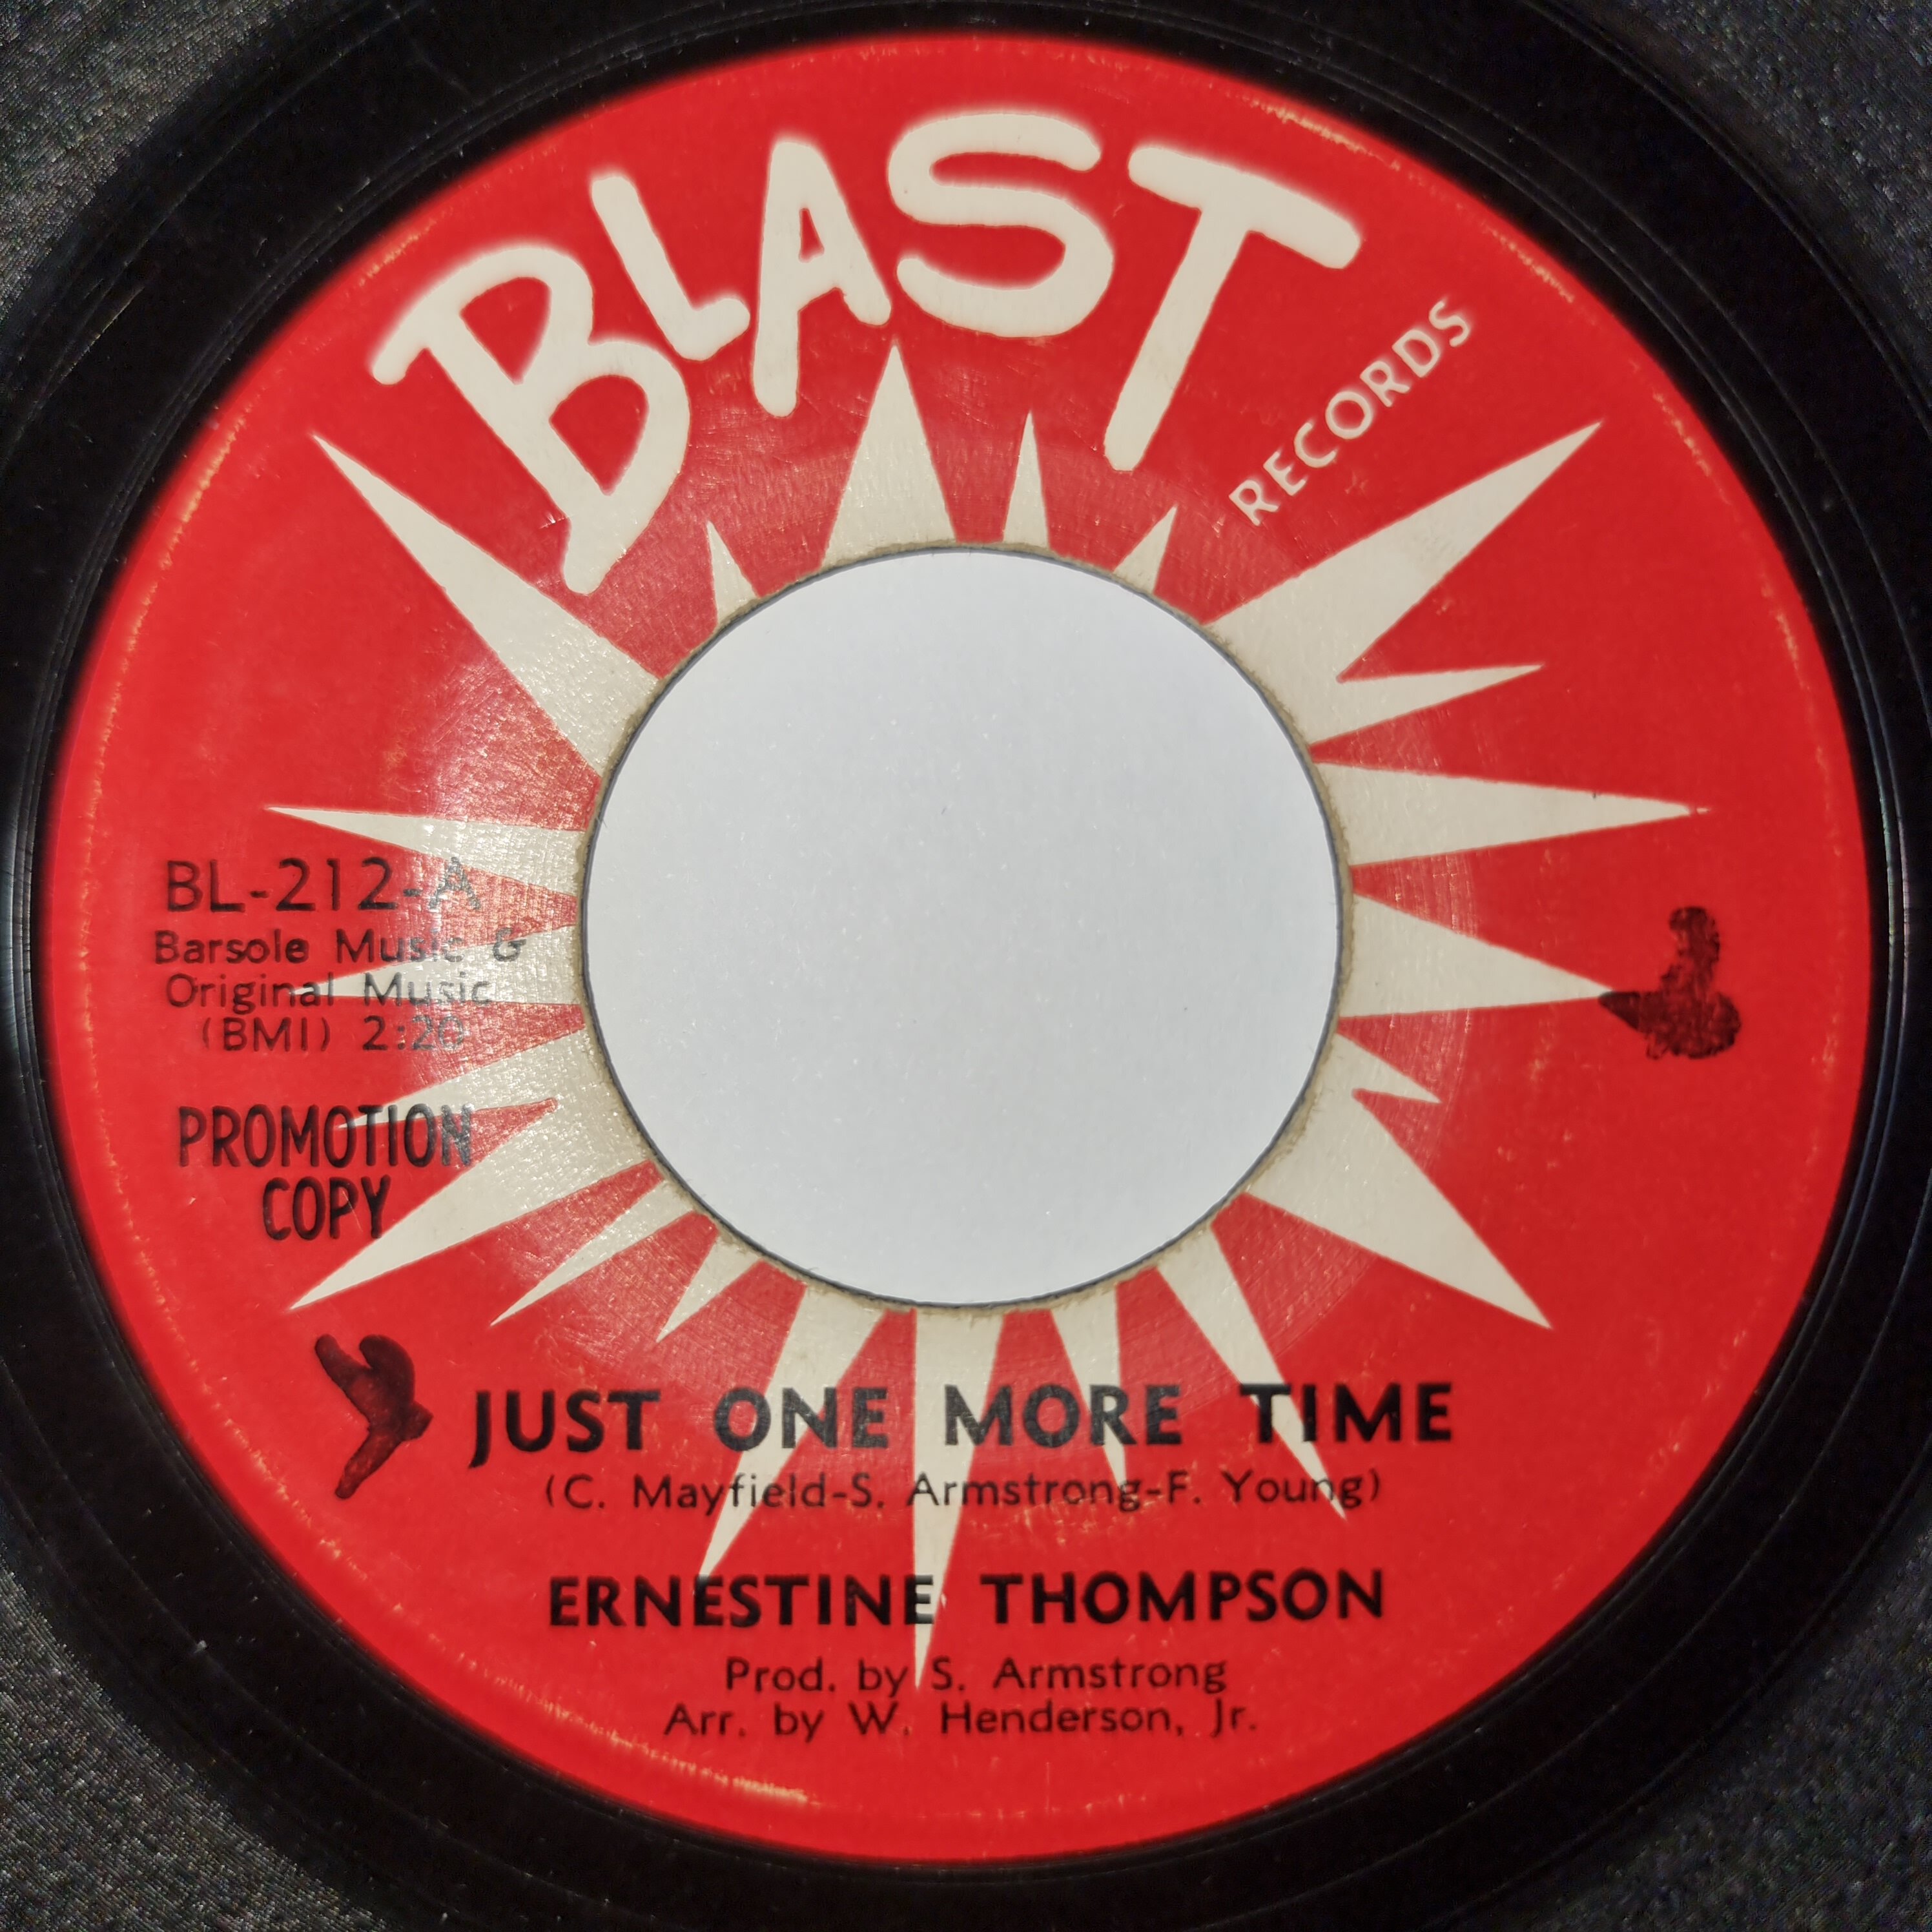 BLAST
RECORDS
BL-212-A
Barsole Music &
Original Music
(BMI) 2:20
PROMOTION
COPY
JUST ONE MORE TIME
(C. Mayfield-S. Armstrong-F. Young)
ERNESTINE THOMPSON
Prod. by S. Armstrong
Arr. by W. Henderson, Jr.